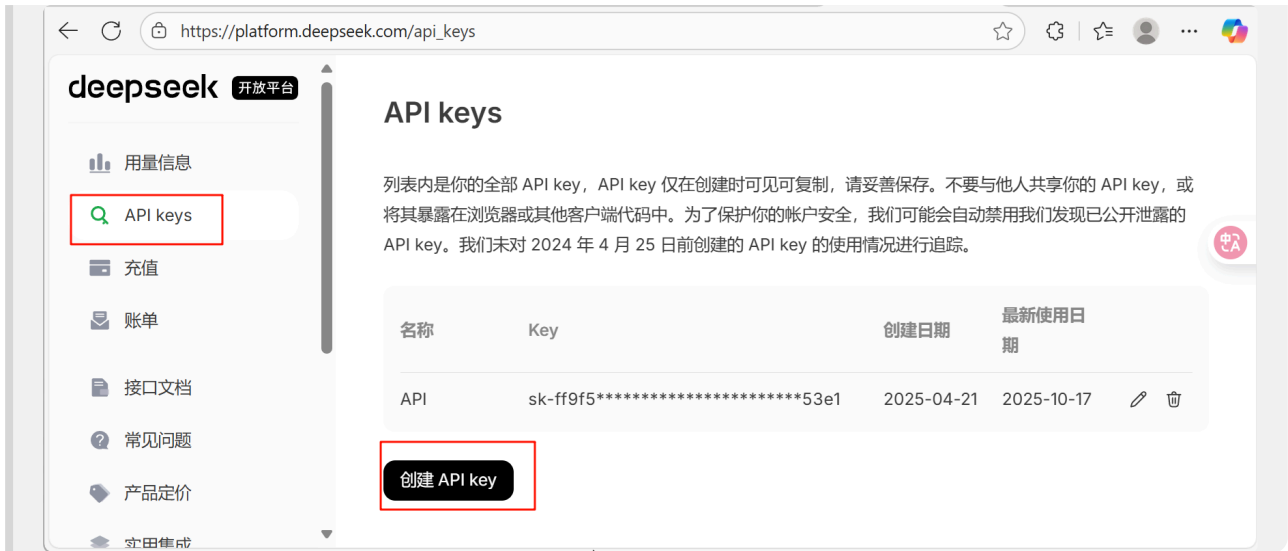 https://platform.deepseek.com/api_keys
deepseek 开放平台
用量信息
API keys
充值
账单
接口文档
常见问题
产品定价
实用集成
API keys
列表内是你的全部 API key，API key 仅在创建时可见可复制，请妥善保存。不要与他人共享你的 API key，或
将其暴露在浏览器或其他客户端代码中。为了保护你的帐户安全，我们可能会自动禁用我们发现已公开泄露的
API key。我们未对 2024 年 4 月 25 日前创建的 API key 的使用情况进行追踪。
名称 Key 创建日期 最新使用日
期
API sk-ff9f5***********************53e1 2025-04-21 2025-10-17
创建 API key
中A